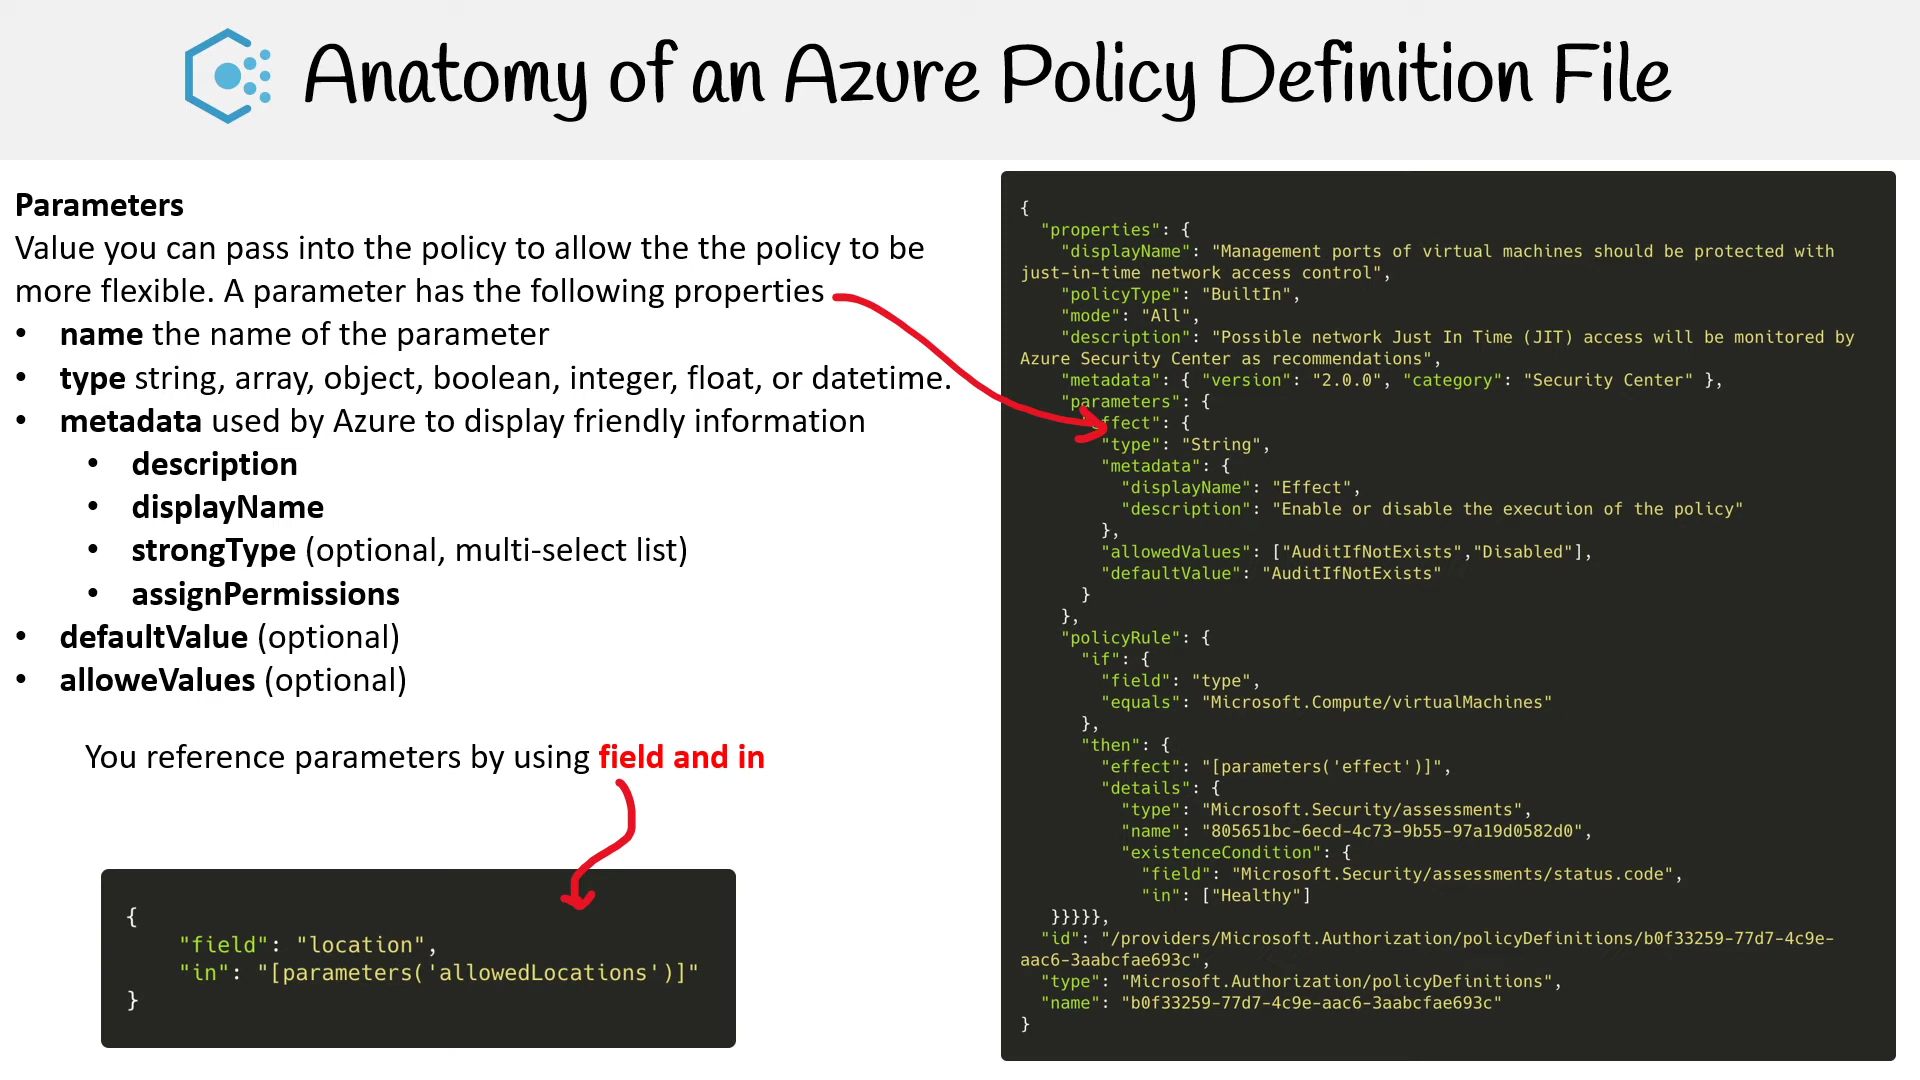 Anatomy of an Azure Policy Definition File
Parameters
Value you can pass into the policy to allow the the policy to be
more flexible. A parameter has the following properties
• name the name of the parameter
• type string, array, object, boolean, integer, float, or datetime.
• metadata used by Azure to display friendly information
• description
• displayName
• strongType (optional, multi-select list)
• assignPermissions
• defaultValue (optional)
• alloweValues (optional)
You reference parameters by using field and in
{
"field": "location",
"in": "[parameters('allowedLocations')]"
}
{
"properties": {
"displayName": "Management ports of virtual machines should be protected with
just-in-time network access control",
"policyType": "BuiltIn",
"mode": "All",
"description": "Possible network Just In Time (JIT) access will be monitored by
Azure Security Center as recommendations",
"metadata": { "version": "2.0.0", "category": "Security Center" },
"parameters": {
"effect": {
"type": "String",
"metadata": {
"displayName": "Effect",
"description": "Enable or disable the execution of the policy"
},
"allowedValues": ["AuditIfNotExists","Disabled"],
"defaultValue": "AuditIfNotExists"
}
},
"policyRule": {
"if": {
"field": "type",
"equals": "Microsoft.Compute/virtualMachines"
},
"then": {
"effect": "[parameters('effect')]",
"details": {
"type": "Microsoft.Security/assessments",
"name": "805651bc-6ecd-4c73-9b55-97a19d0582d0",
"existenceCondition": {
"field": "Microsoft.Security/assessments/status.code",
"in": ["Healthy"]
}}}}},
"id": "/providers/Microsoft.Authorization/policyDefinitions/b0f33259-77d7-4c9e-
aac6-3aabcfae693c",
"type": "Microsoft.Authorization/policyDefinitions",
"name": "b0f33259-77d7-4c9e-aac6-3aabcfae693c"
}